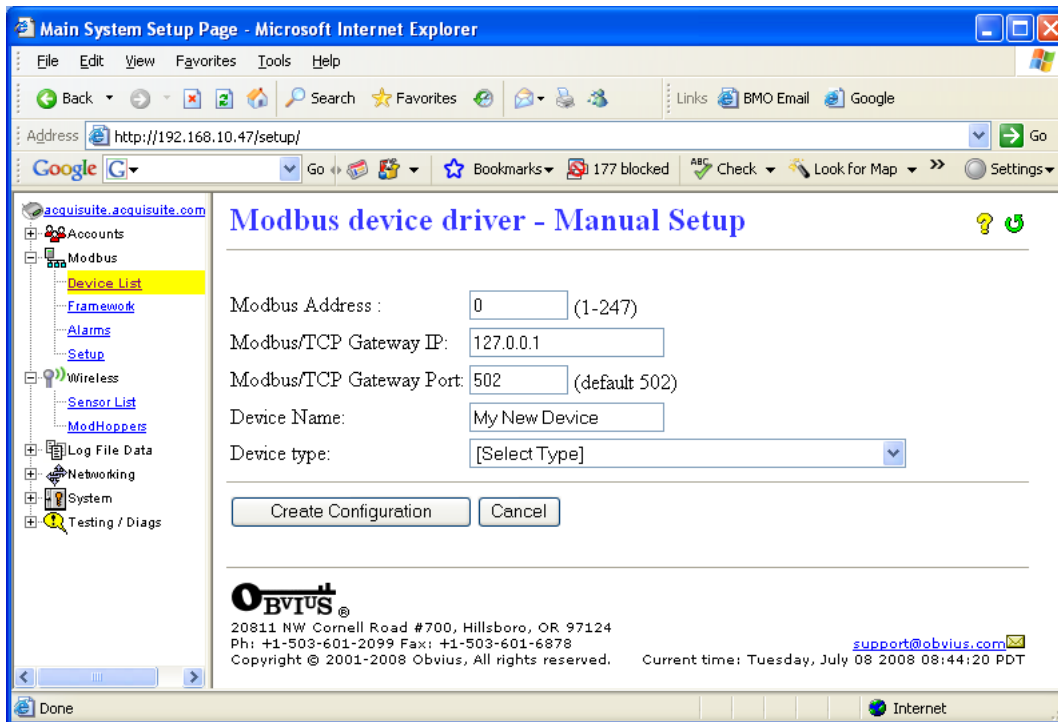 Main System Setup Page - Microsoft Internet Explorer
File Edit View Favorites Tools Help
Back Search Favorites Links BMO Email Google
Address http://192.168.10.47/setup/ Go
Google G Go Bookmarks 177 blocked ABC Check Look for Map » Settings
acquisuite.acquisuite.com
Accounts
Modbus
Device List
Framework
Alarms
Setup
Wireless
Sensor List
ModHoppers
Log File Data
Networking
System
Testing / Diags
Modbus device driver - Manual Setup
Modbus Address : 0 (1-247)
Modbus/TCP Gateway IP: 127.0.0.1
Modbus/TCP Gateway Port: 502 (default 502)
Device Name: My New Device
Device type: [Select Type]
Create Configuration Cancel
OBVIUS ®
20811 NW Cornell Road #700, Hillsboro, OR 97124
Ph: +1-503-601-2099 Fax: +1-503-601-6878 support@obvius.com
Copyright © 2001-2008 Obvius, All rights reserved. Current time: Tuesday, July 08 2008 08:44:20 PDT
Done Internet